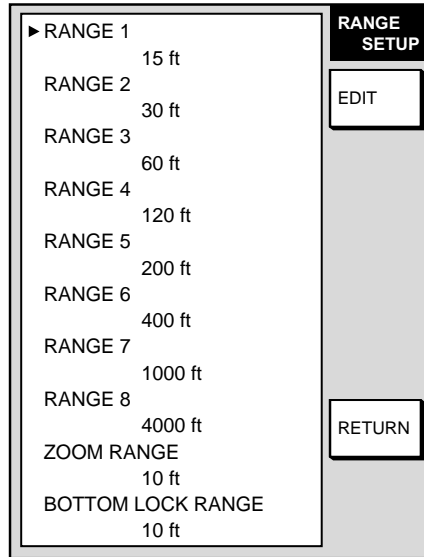 ▶RANGE 1
15 ft
RANGE 2
30 ft
RANGE 3
60 ft
RANGE 4
120 ft
RANGE 5
200 ft
RANGE 6
400 ft
RANGE 7
1000 ft
RANGE 8
4000 ft
ZOOM RANGE
10 ft
BOTTOM LOCK RANGE
10 ft
RANGE
SETUP
EDIT
RETURN